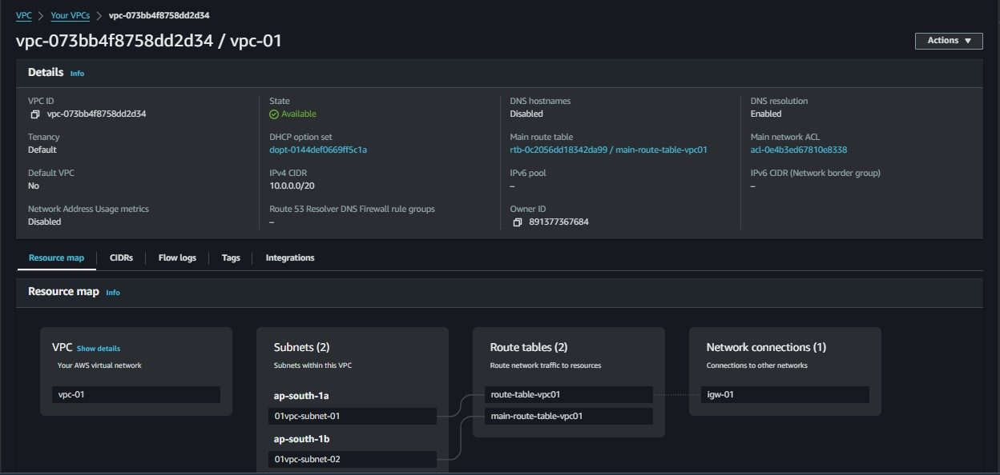 VPC > Your VPCs > vpc-073bb4f8758dd2d34
vpc-073bb4f8758dd2d34 / vpc-01
Actions ▼
Details Info
VPC ID
vpc-073bb4f8758dd2d34
State
Available
DNS hostnames
Disabled
DNS resolution
Enabled
Tenancy
Default
DHCP option set
dopt-0144def0669ff5c1a
Main route table
rtb-0c2056dd18342da99 / main-route-table-vpc01
Main network ACL
acl-0e4b3ed67810e8338
Default VPC
No
IPv4 CIDR
10.0.0.0/20
IPv6 pool
–
IPv6 CIDR (Network border group)
–
Network Address Usage metrics
Disabled
Route 53 Resolver DNS Firewall rule groups
–
Owner ID
891377367684
Resource map
CIDRs
Flow logs
Tags
Integrations
Resource map Info
VPC Show details
Your AWS virtual network
vpc-01
Subnets (2)
Subnets within this VPC
ap-south-1a
01vpc-subnet-01
ap-south-1b
01vpc-subnet-02
Route tables (2)
Route network traffic to resources
route-table-vpc01
main-route-table-vpc01
Network connections (1)
Connections to other networks
igw-01